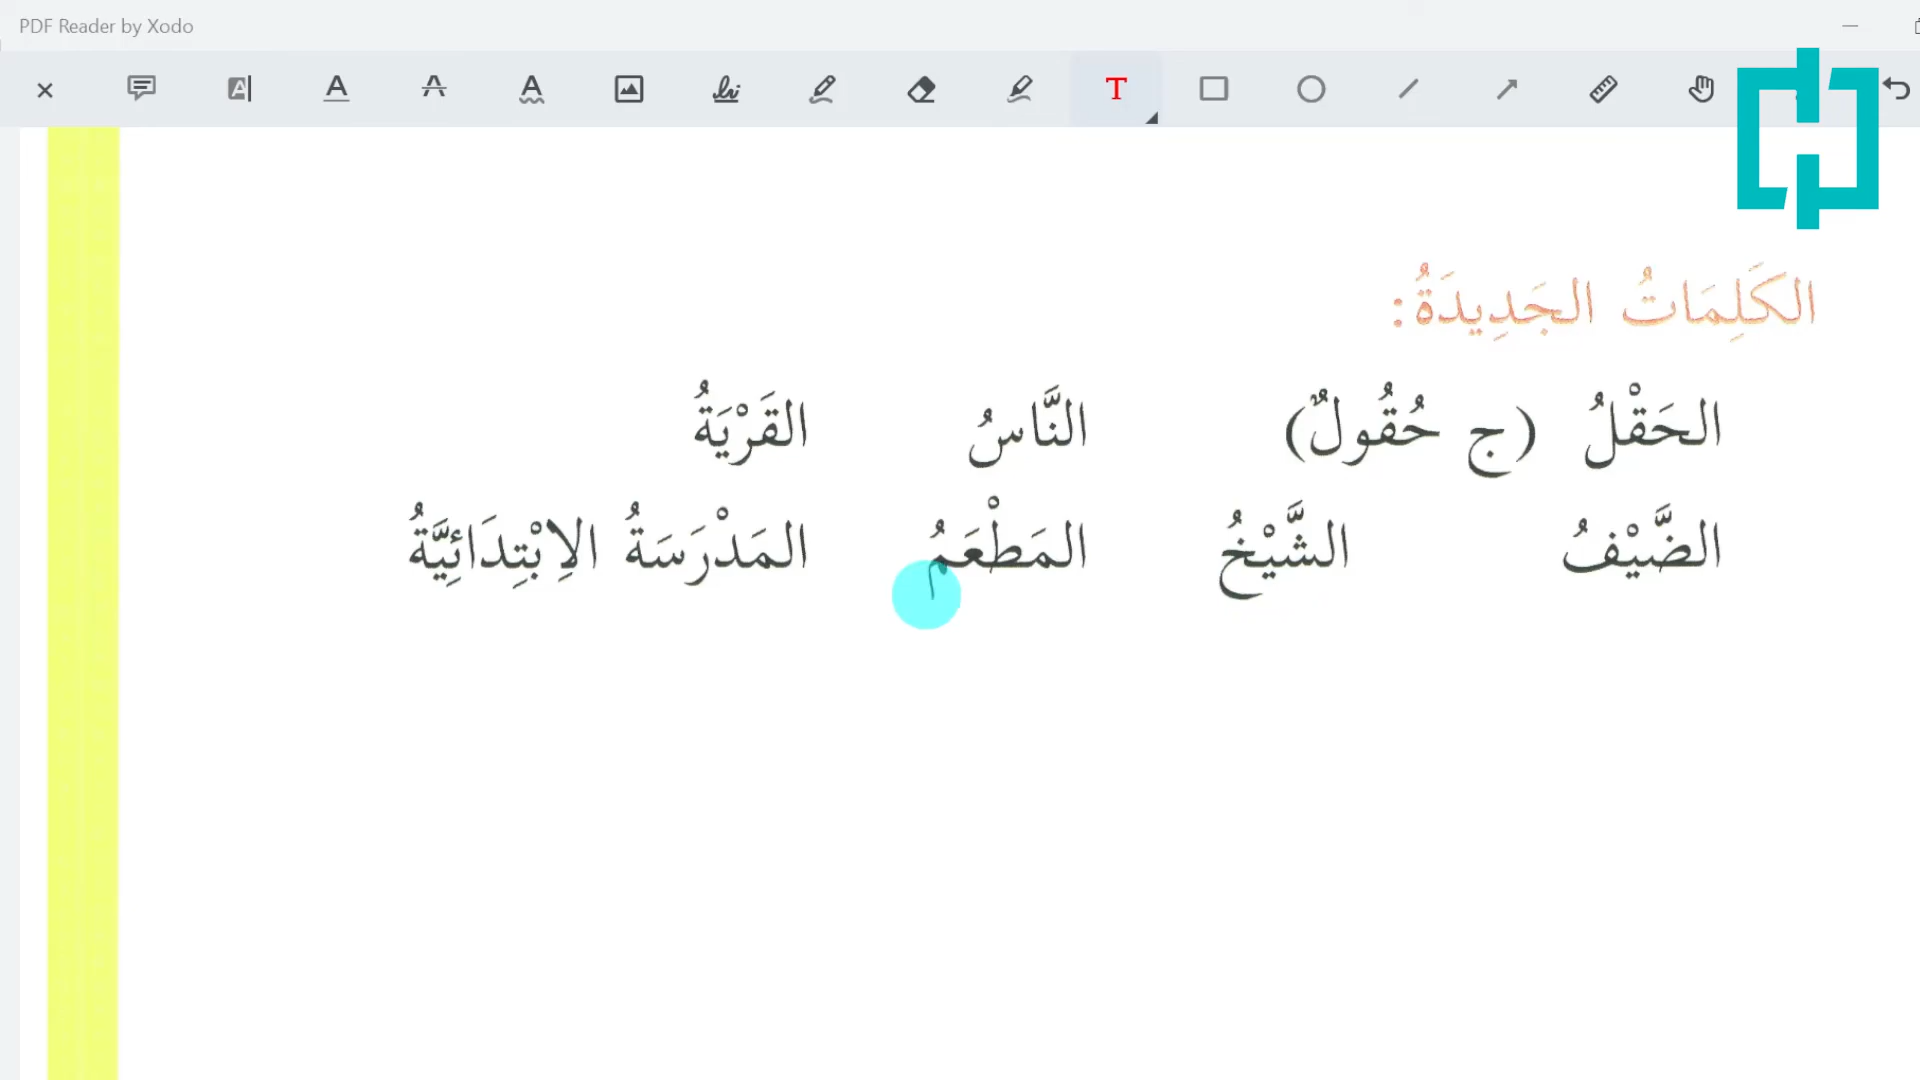 PDF Reader by Xodo
الكَلِمَاتُ الجَدِيدَةُ:
الحَقْلُ (ج حُقُولٌ) النَّاسُ القَرْيَةُ
الضَّيْفُ الشَّيْخُ المَطْعَمُ المَدْرَسَةُ الاِبْتِدَائِيَّةُ